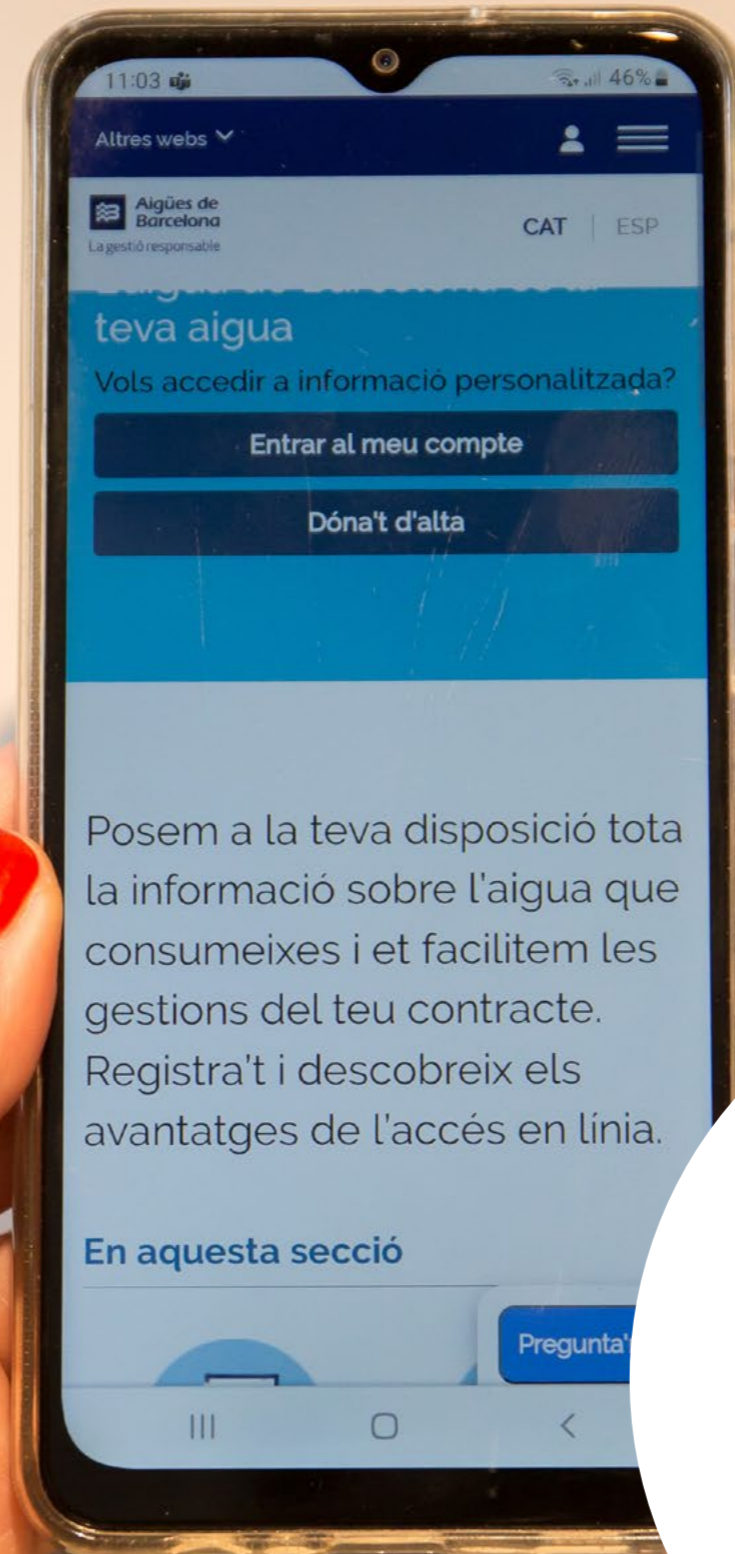 11:03
46%
Altres webs
Aigües de
Barcelona
La gestió responsable
CAT | ESP
teva aigua
Vols accedir a informació personalitzada?
Entrar al meu compte
Dóna't d'alta
Posem a la teva disposició tota
la informació sobre l'aigua que
consumeixes i et facilitem les
gestions del teu contracte.
Registra't i descobreix els
avantatges de l'accés en línia.
En aquesta secció